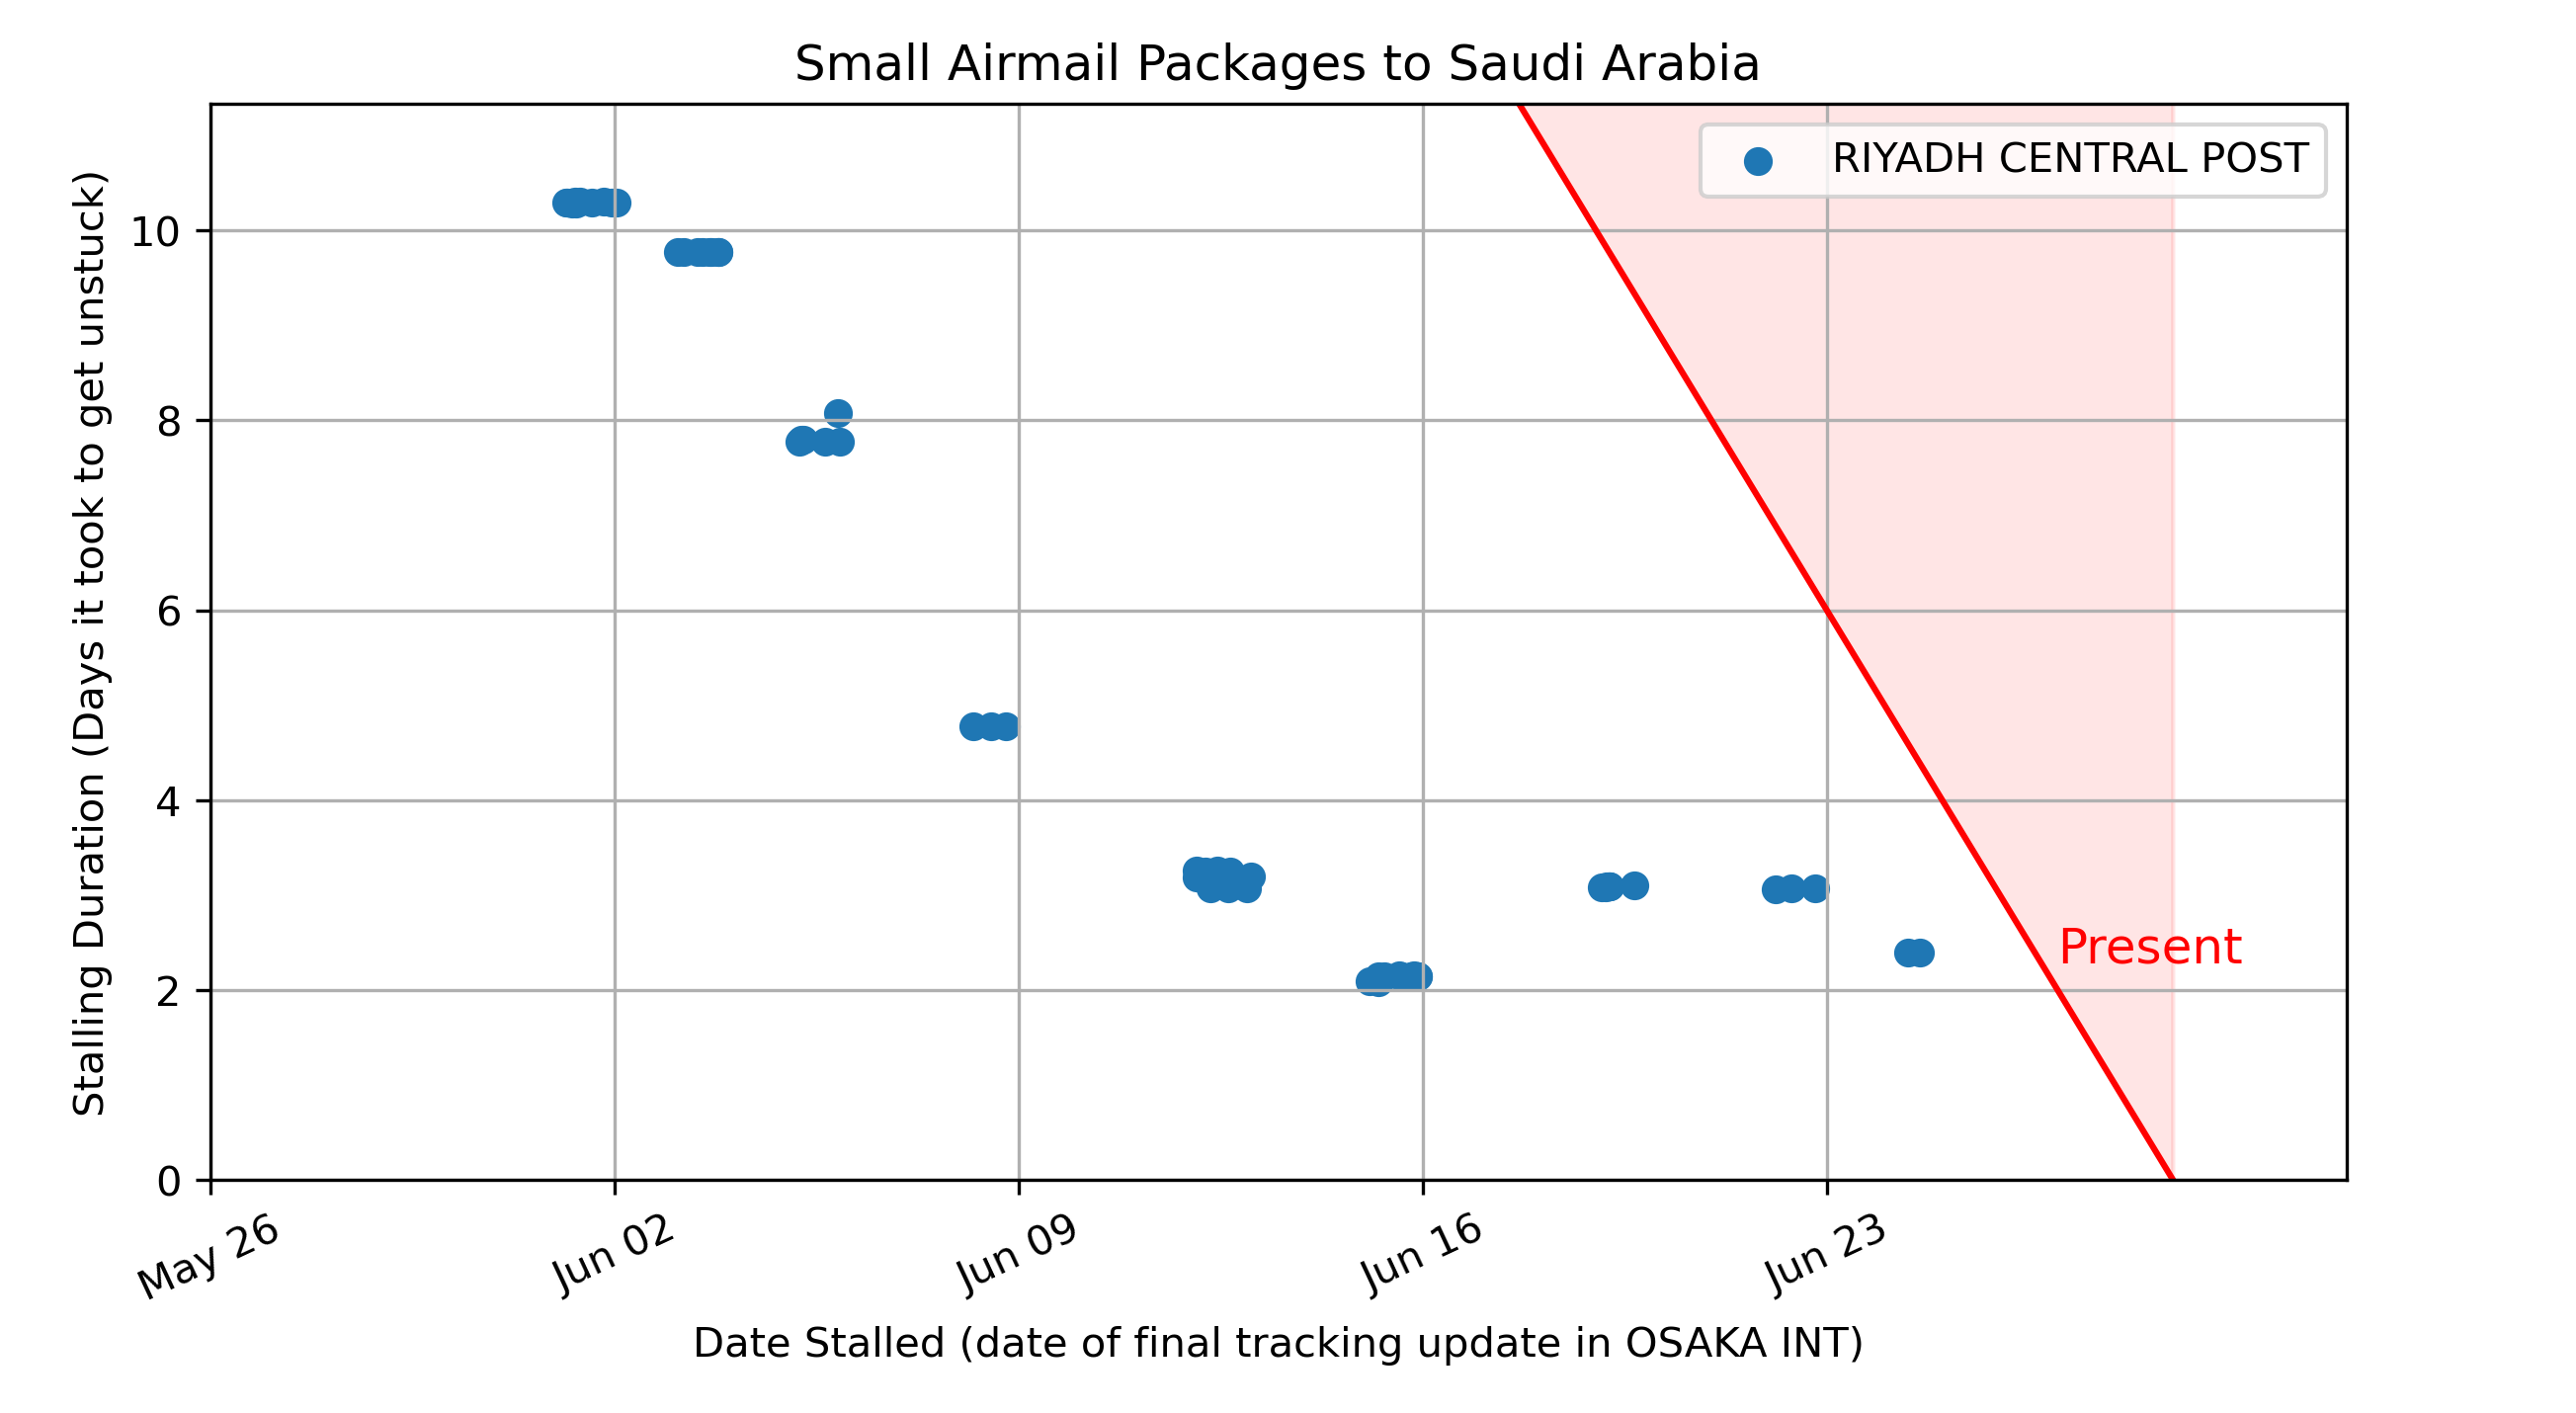 Small Airmail Packages to Saudi Arabia
RIYADH CENTRAL POST
Stalling Duration (Days it took to get unstuck)
10
8
6
4
2
0
Present
May 26
Jun 02
Jun 09
Jun 16
Jun 23
Date Stalled (date of final tracking update in OSAKA INT)